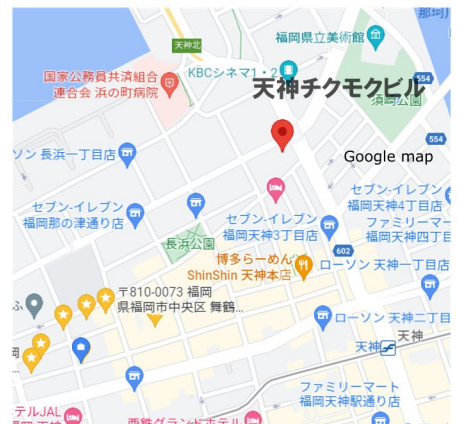 那珂川
天神北
福岡県立美術館
国家公務員共済組合
連合会 浜の町病院
KBCシネマ1・2
554
天神チクモクビル
須崎公園
554
Google map
ソン 長浜一丁目店
セブン-イレブン
福岡那の津通り店
セブン-イレブン
福岡天神3丁目店
セブン-イレブン
福岡天神4丁目店
ファミリーマー
福岡天神四丁目
長浜公園
602
博多らーめん
ShinShin 天神本店
ローソン 天神一丁目店
〒810-0073 福岡
県福岡市中央区 舞鶴...
ふ
ローソン 天神二丁目
天神
天神
岡
...
ファミリーマート
福岡天神駅通り店
テルJAL
福岡 天神
西鉄グランドホテル